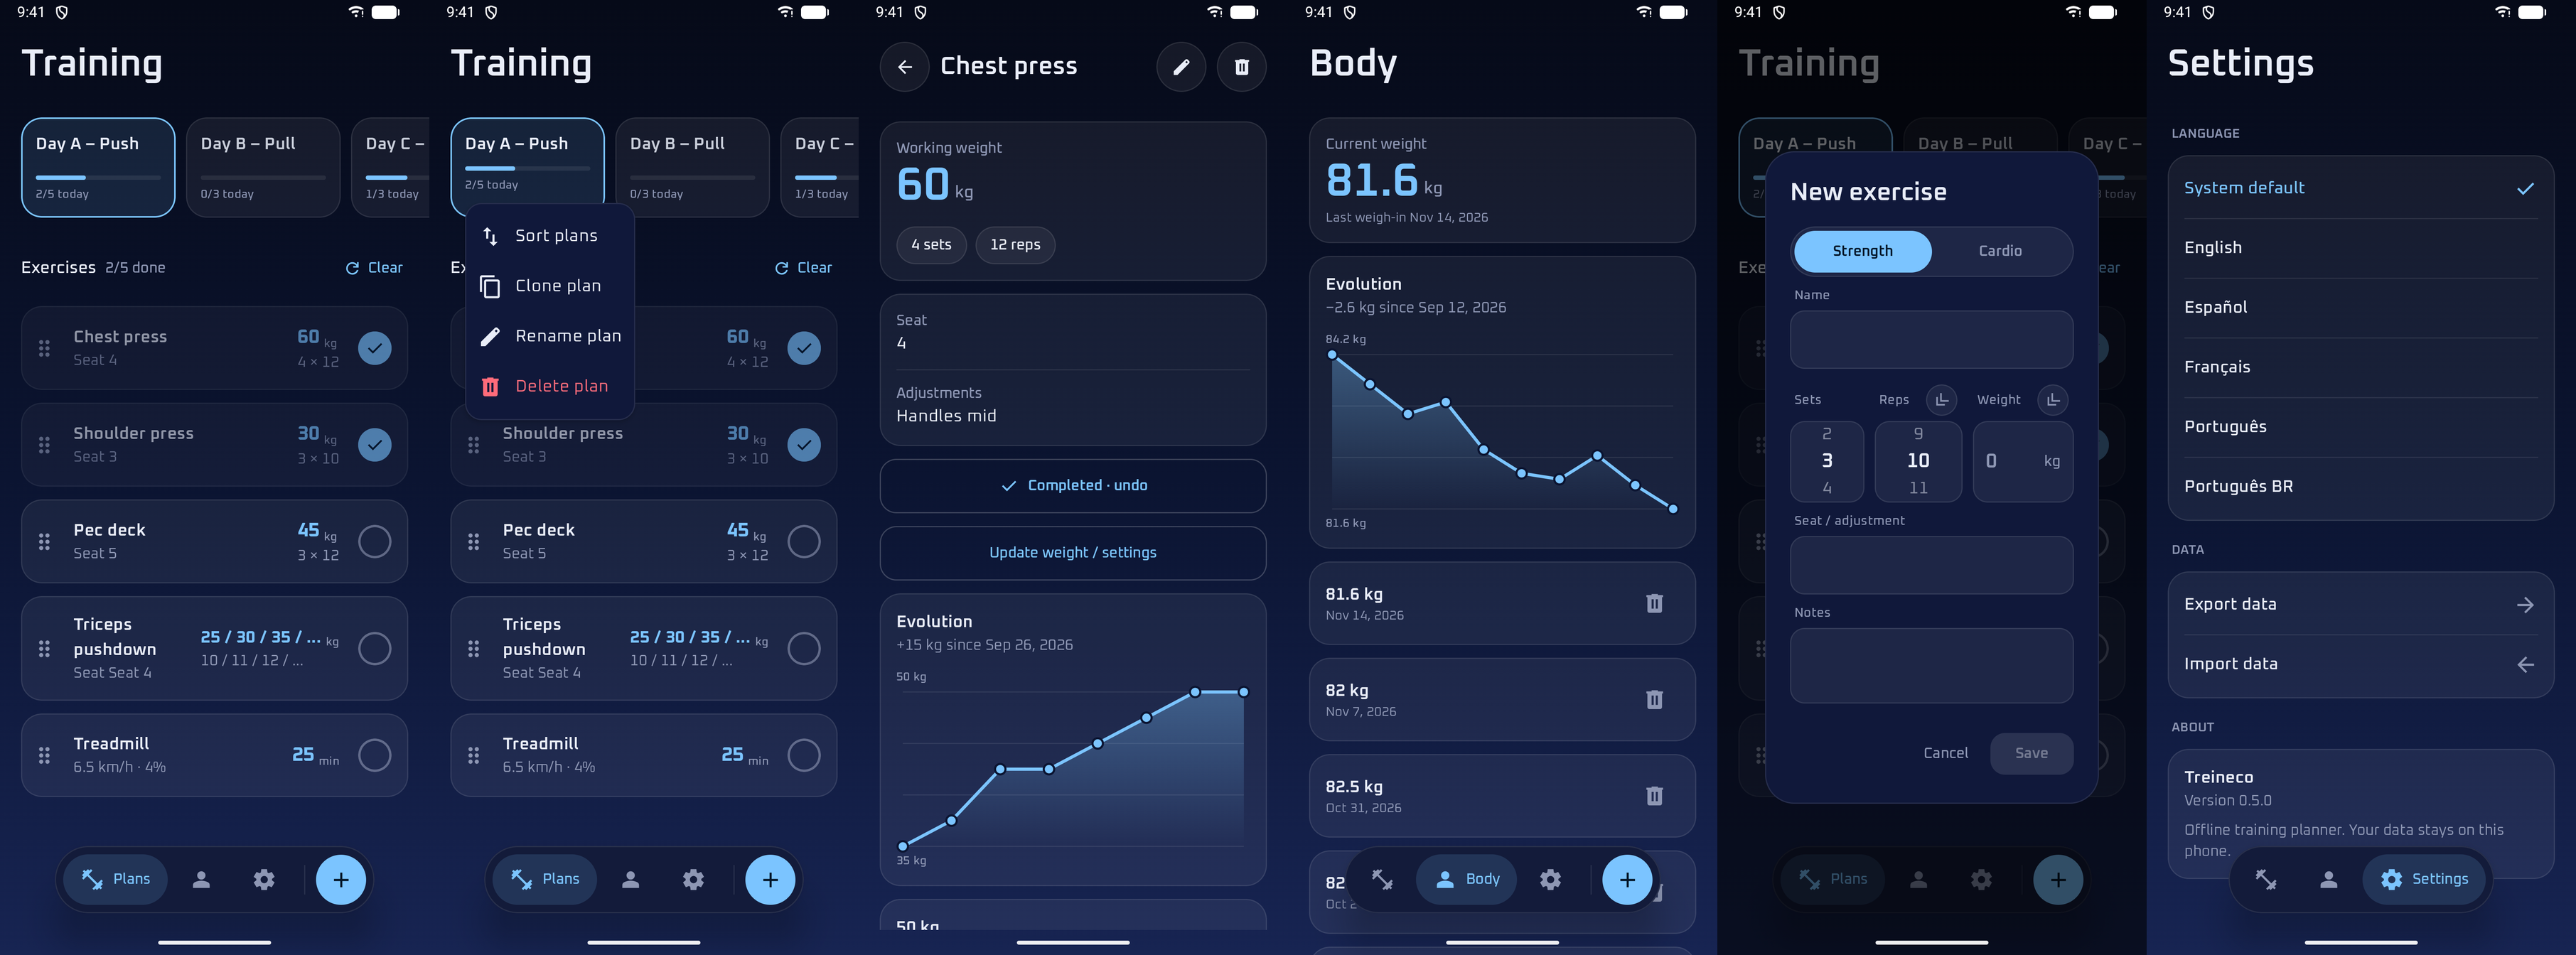 9:41
Training
Day A – Push
2/5 today
Day B – Pull
0/3 today
Day C –
1/3 today
Exercises 2/5 done
Clear
Chest press
Seat 4
60 kg
4 × 12
Shoulder press
Seat 3
30 kg
3 × 10
Pec deck
Seat 5
45 kg
3 × 12
Triceps
pushdown
Seat Seat 4
25 / 30 / 35 / ... kg
10 / 11 / 12 / ...
Treadmill
6.5 km/h · 4%
25 min
Plans
9:41
Training
Day A – Push
2/5 today
Day B – Pull
0/3 today
Day C –
1/3 today
Ex
Clear
Sort plans
Clone plan
Rename plan
Delete plan
60 kg
4 × 12
Shoulder press
Seat 3
30 kg
3 × 10
Pec deck
Seat 5
45 kg
3 × 12
Triceps
pushdown
Seat Seat 4
25 / 30 / 35 / ... kg
10 / 11 / 12 / ...
Treadmill
6.5 km/h · 4%
25 min
Plans
9:41
Chest press
Working weight
60 kg
4 sets
12 reps
Seat
4
Adjustments
Handles mid
Completed · undo
Update weight / settings
Evolution
+15 kg since Sep 26, 2026
50 kg
35 kg
50 kg
9:41
Body
Current weight
81.6 kg
Last weigh-in Nov 14, 2026
Evolution
−2.6 kg since Sep 12, 2026
84.2 kg
81.6 kg
81.6 kg
Nov 14, 2026
82 kg
Nov 7, 2026
82.5 kg
Oct 31, 2026
82
Oct 2
Body
9:41
Training
Day A – Push
Day B – Pull
Day C –
2/
today
Exe
ear
New exercise
Strength
Cardio
Name
Sets
Reps
Weight
2
3
4
9
10
11
0 kg
Seat / adjustment
Notes
Cancel
Save
Plans
9:41
Settings
LANGUAGE
System default
English
Español
Français
Português
Português BR
DATA
Export data
Import data
ABOUT
Treineco
Version 0.5.0
Offline training planner. Your data stays on this
phone.
Settings